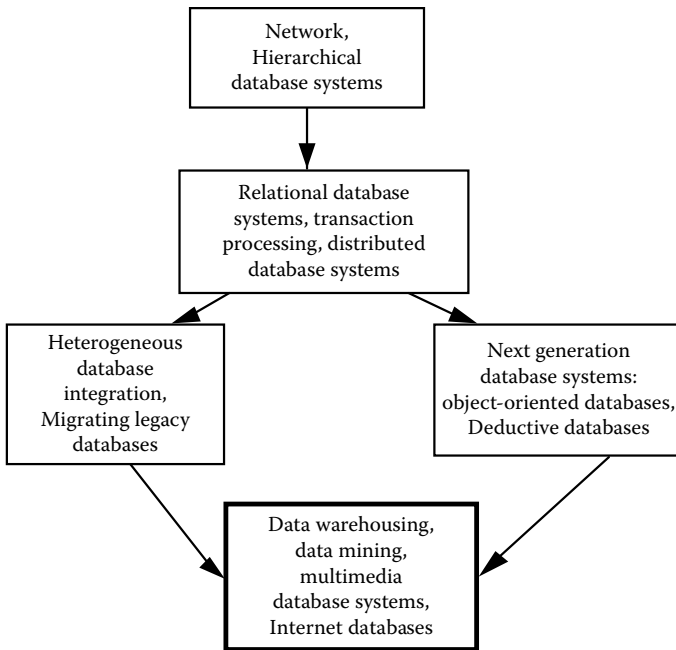 Network,
Hierarchical
database systems
Relational database
systems, transaction
processing, distributed
database systems
Heterogeneous
database
integration,
Migrating legacy
databases
Next generation
database systems:
object-oriented databases,
Deductive databases
Data warehousing,
data mining,
multimedia
database systems,
Internet databases